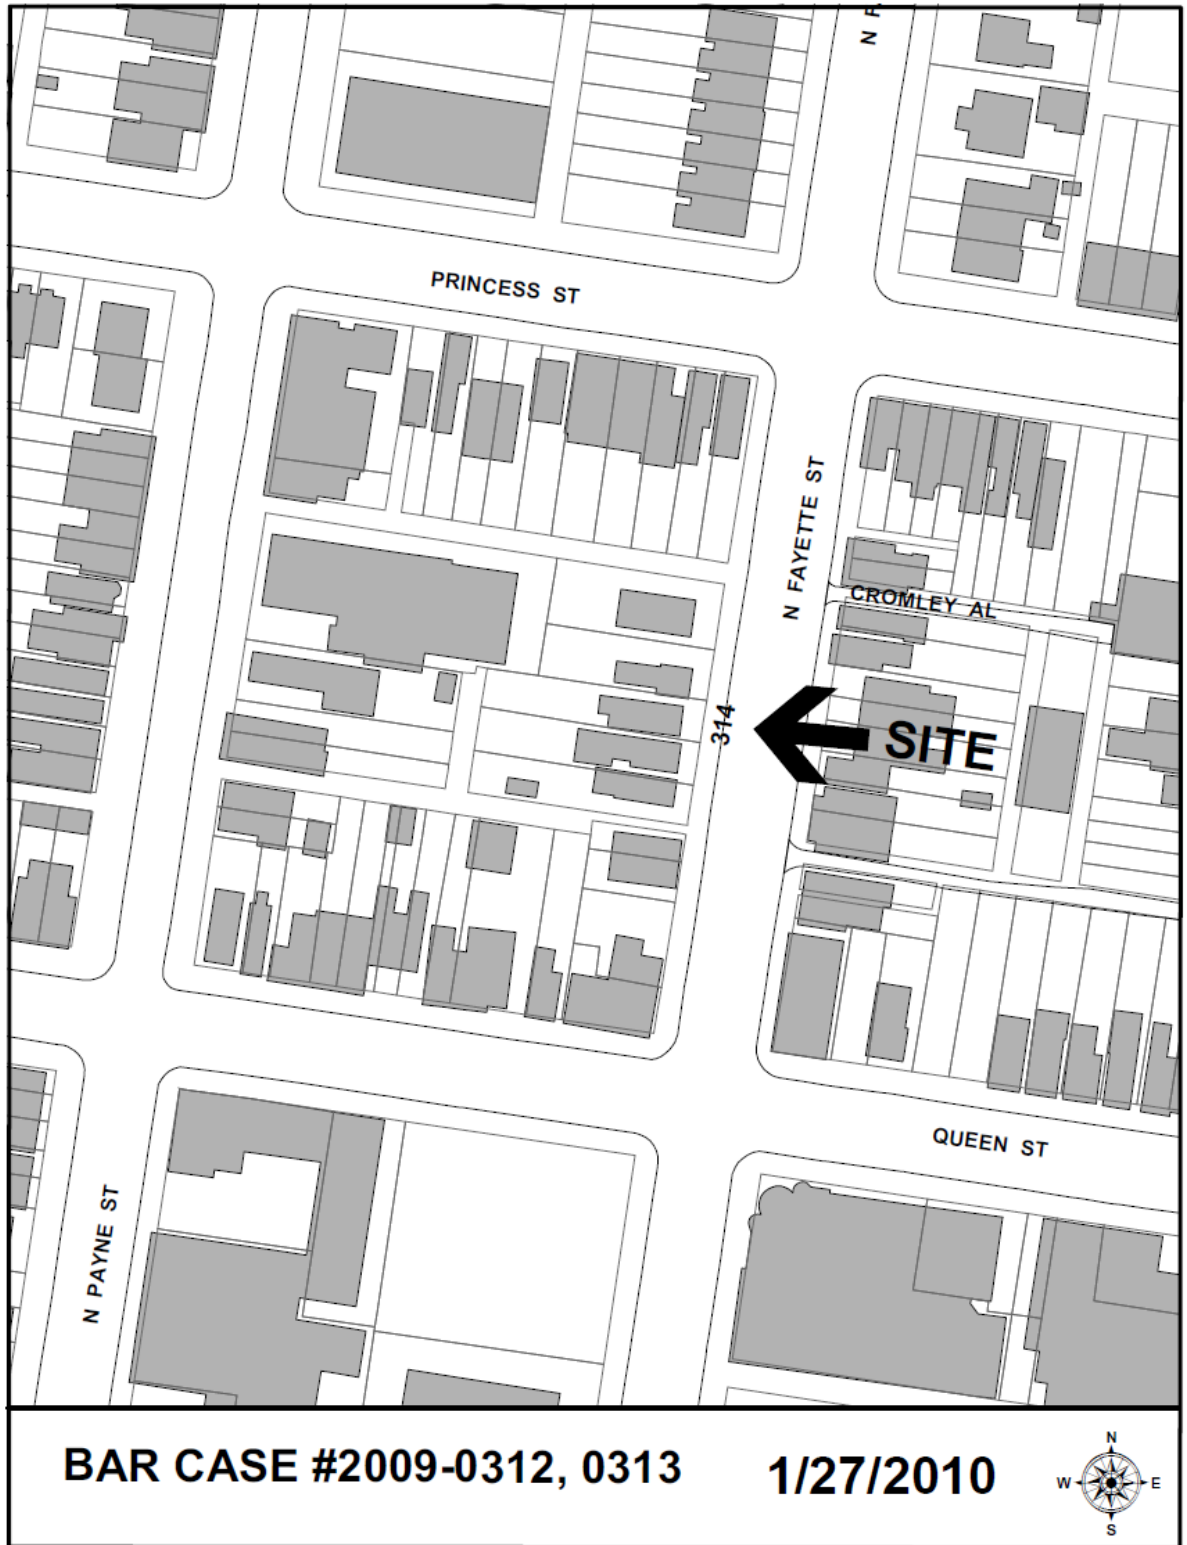 N F
PRINCESS ST
N FAYETTE ST
CROMLEY AL
314
SITE
QUEEN ST
N PAYNE ST
BAR CASE #2009-0312, 0313
1/27/2010
N
W E
S